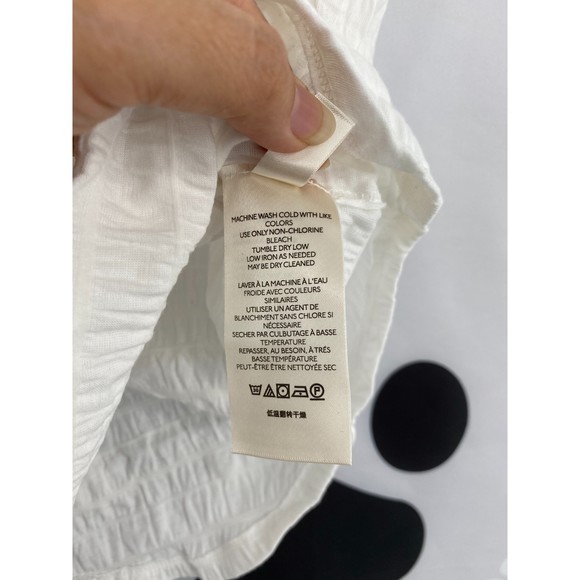 MACHINE WASH COLD WITH LIKE
COLORS
USE ONLY NON-CHLORINE
BLEACH
TUMBLE DRY LOW
LOW IRON AS NEEDED
MAY BE DRY CLEANED
LAVER À LA MACHINE À L'EAU
FROIDE AVEC COULEURS
SIMILAIRES
UTILISER UN AGENT DE
BLANCHIMENT SANS CHLORE SI
NÉCESSAIRE
SECHER PAR CULBUTAGE À BASSE
TEMPERATURE
REPASSER, AU BESOIN, À TRÉS
BASSE TEMPÉRATURE
PEUT-ÊTRE ÊTRE NETTOYÉE SEC
低温翻转干燥